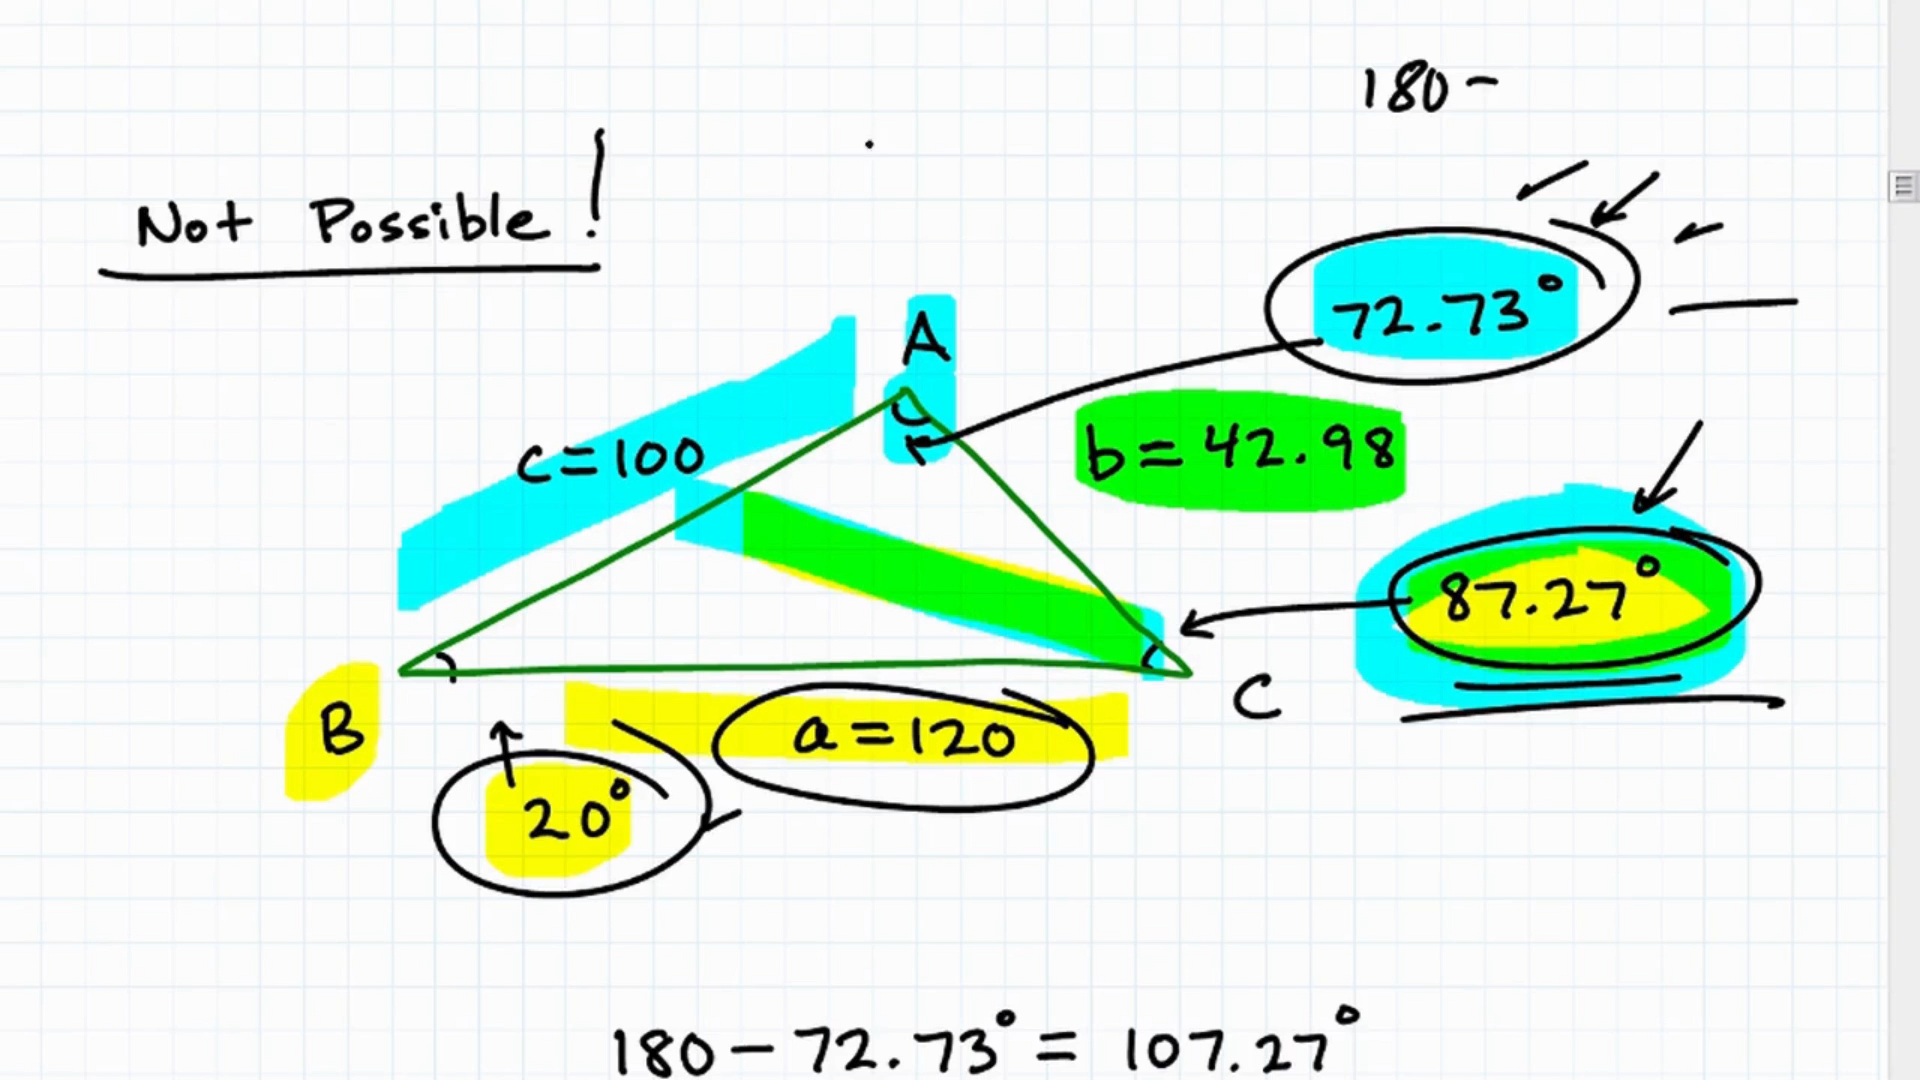 180 -
Not Possible!
72.73°
A
c = 100
b = 42.98
87.27°
B
C
a = 120
20°
180 - 72.73° = 107.27°